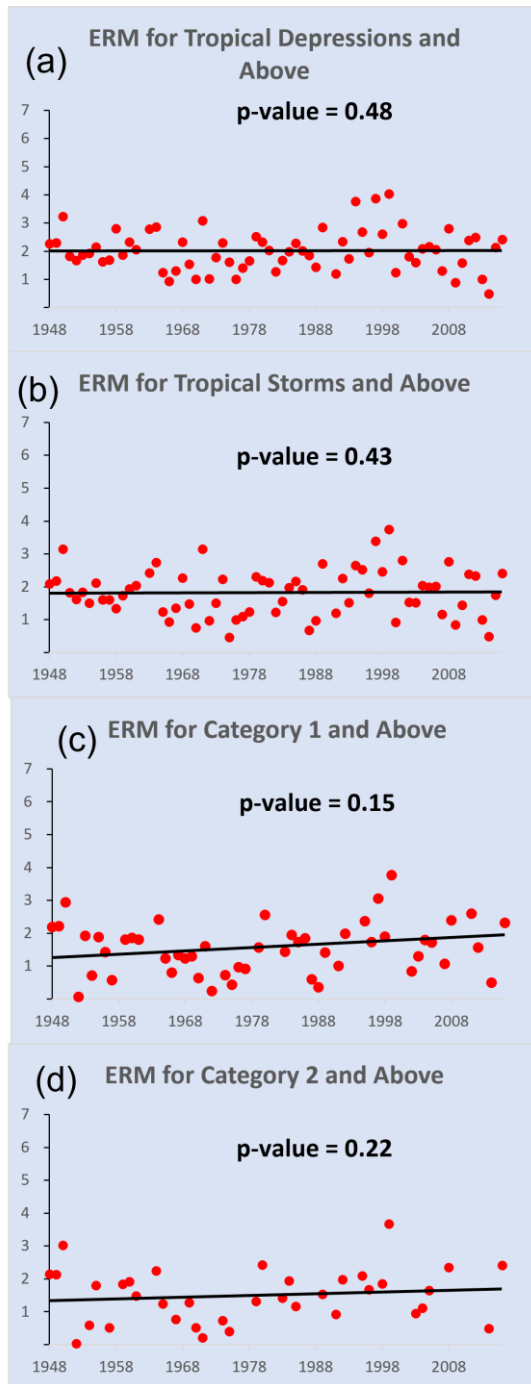 (a)
ERM for Tropical Depressions and
Above
p-value = 0.48
7
6
5
4
3
2
1
1948 1958 1968 1978 1988 1998 2008
(b)
ERM for Tropical Storms and Above
p-value = 0.43
7
6
5
4
3
2
1
1948 1958 1968 1978 1988 1998 2008
(c)
ERM for Category 1 and Above
p-value = 0.15
7
6
5
4
3
2
1
1948 1958 1968 1978 1988 1998 2008
(d)
ERM for Category 2 and Above
p-value = 0.22
7
6
5
4
3
2
1
1948 1958 1968 1978 1988 1998 2008